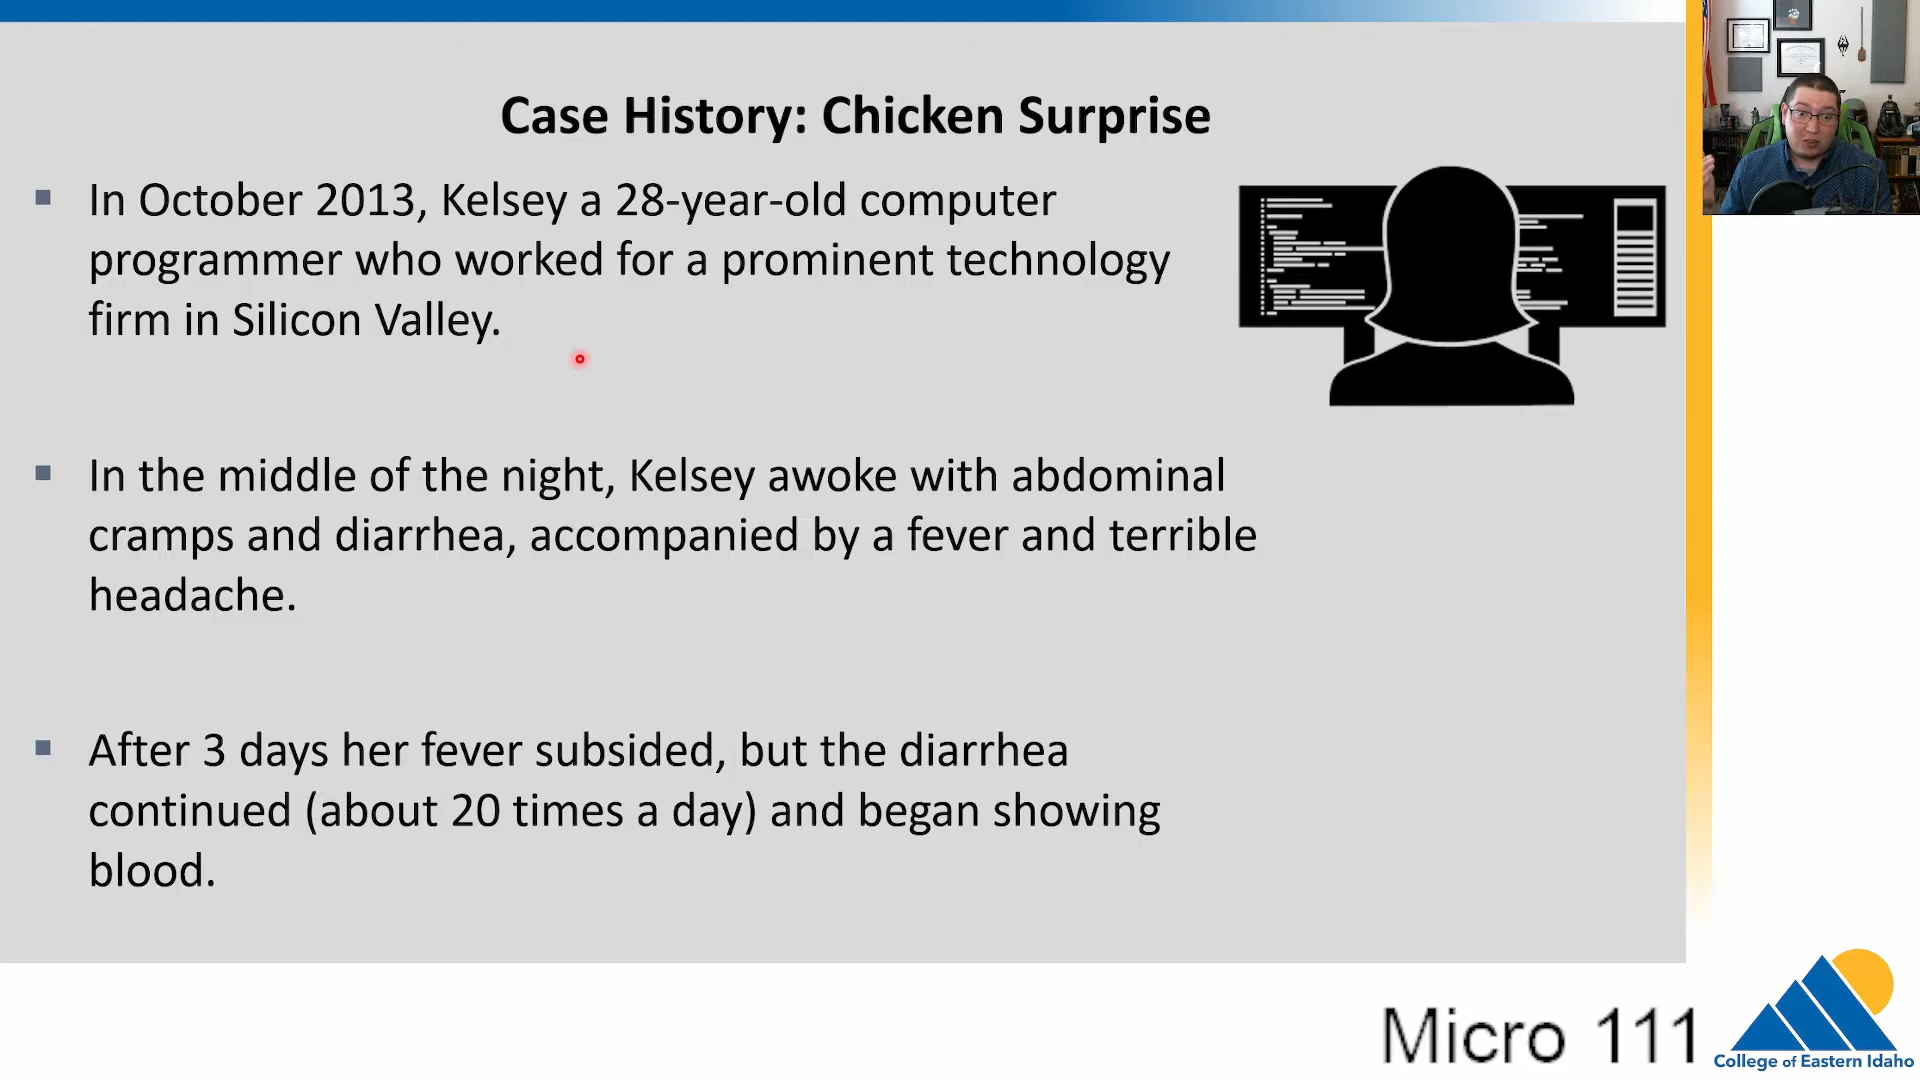 Case History: Chicken Surprise
In October 2013, Kelsey a 28-year-old computer
programmer who worked for a prominent technology
firm in Silicon Valley.
In the middle of the night, Kelsey awoke with abdominal
cramps and diarrhea, accompanied by a fever and terrible
headache.
After 3 days her fever subsided, but the diarrhea
continued (about 20 times a day) and began showing
blood.
Micro 111
College of Eastern Idaho